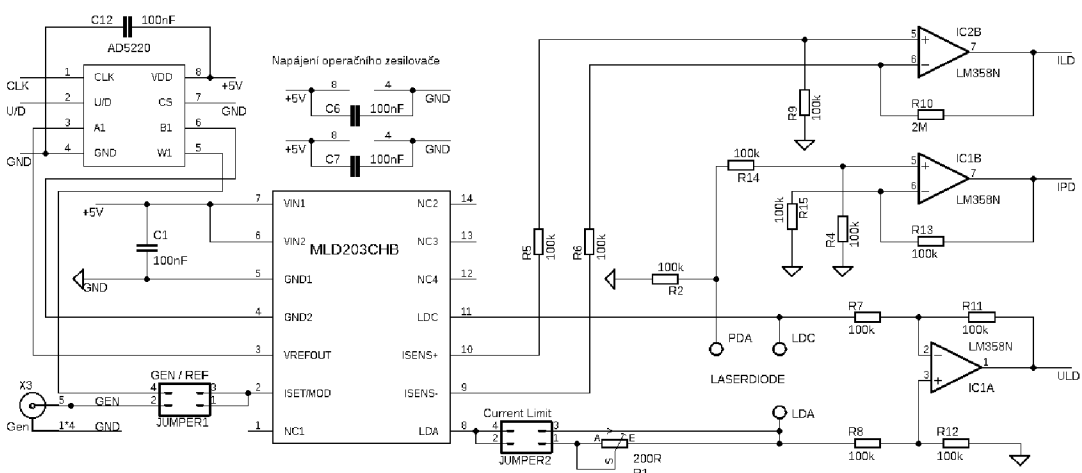 C12 100nF
AD5220
CLK 1 CLK VDD 8 +5V
U/D 2 U/D CS 7 GND
3 A1 B1 6
GND 4 GND W1 5
Napájení operačního zesilovače
+5V 8 4 GND
C6 100nF
+5V 8 4 GND
C7 100nF
MLD203CHB
+5V 7 VIN1 NC2 14
6 VIN2 NC3 13
C1
100nF
GND 5 GND1 NC4 12
4 GND2 LDC 11
3 VREFOUT ISENS+ 10
2 ISET/MOD ISENS- 9
1 NC1 LDA 8
X3
Gen
5 GEN
1*4 GND
GEN / REF
4 3
2 1
JUMPER1
Current Limit
4 3
2 1
JUMPER2
A E
S
200R
R1
R5
100k
R6
100k
IC2B
5 +
6 −
7 ILD
LM358N
R9
100k
R10
2M
IC1B
5 +
6 −
7 IPD
LM358N
100k
R14
100k
R15
R4
100k
R13
100k
100k
R2
PDA
LDC
LASERDIODE
LDA
R7
100k
R11
100k
LM358N
2 −
3 +
1 ULD
IC1A
R8
100k
R12
100k